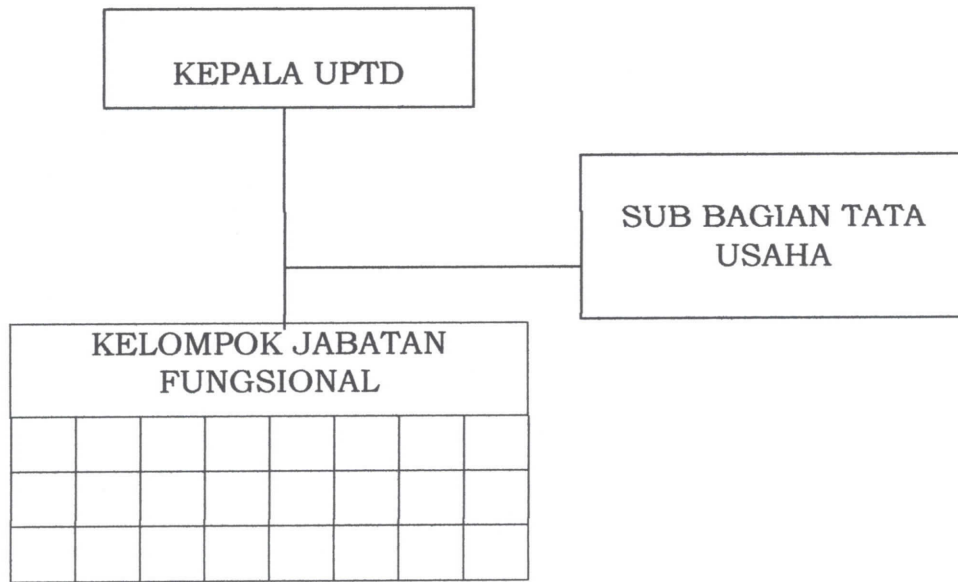 KEPALA UPTD
SUB BAGIAN TATA
USAHA
KELOMPOK JABATAN
FUNGSIONAL